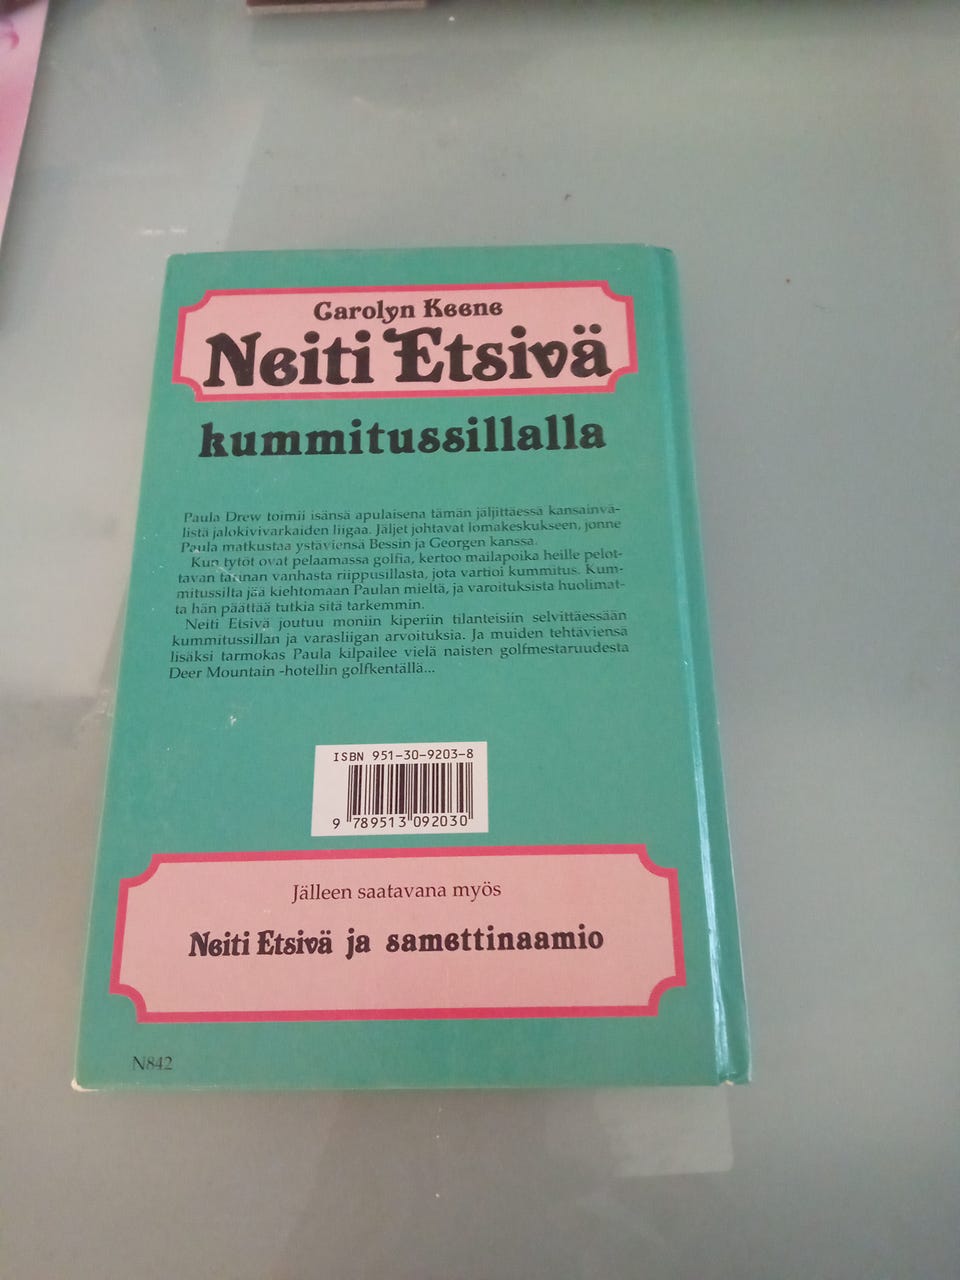 Carolyn Keene
Neiti Etsivä
kummitussillalla
Paula Drew toimii isänsä apulaisena tämän jäljittäessä kansainvä-
listä jalokivivarkaiden liigaa. Jäljet johtavat lomakeskukseen, jonne
Paula matkustaa ystäviensä Bessin ja Georgen kanssa.
Kun tytöt ovat pelaamassa golfia, kertoo mailapoika heille pelot-
tavan tarinan vanhasta riippusillasta, jota vartioi kummitus. Kum-
mitussilta jää kiehtomaan Paulan mieltä, ja varoituksista huolimat-
ta hän päättää tutkia sitä tarkemmin.
Neiti Etsivä joutuu moniin kiperiin tilanteisiin selvittäessään
kummitussillan ja varasliigan arvoituksia. Ja muiden tehtäviensä
lisäksi tarmokas Paula kilpailee vielä naisten golfmestaruudesta
Deer Mountain -hotellin golfkentällä...
ISBN 951-30-9203-8
9 789513 092030
Jälleen saatavana myös
Neiti Etsivä ja samettinaamio
N842